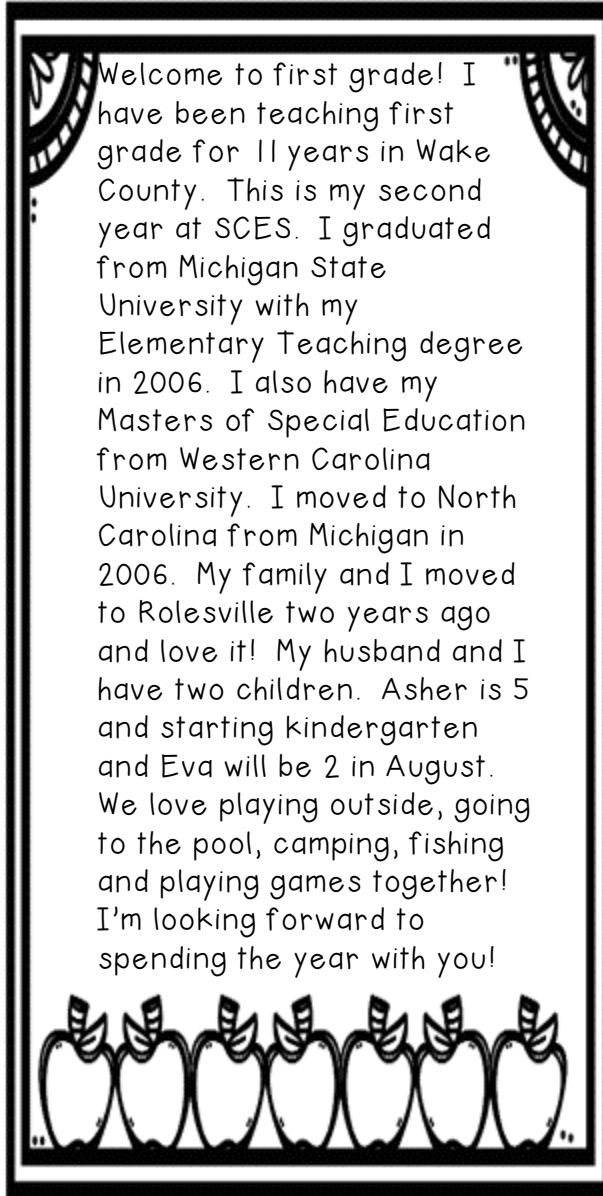 Welcome to first grade!  I
have been teaching first
grade for 11 years in Wake
County.  This is my second
year at SCES.  I graduated
from Michigan State
University with my
Elementary Teaching degree
in 2006.  I also have my
Masters of Special Education
from Western Carolina
University.  I moved to North
Carolina from Michigan in
2006.  My family and I moved
to Rolesville two years ago
and love it!  My husband and I
have two children.  Asher is 5
and starting kindergarten
and Eva will be 2 in August.
We love playing outside, going
to the pool, camping, fishing
and playing games together!
I'm looking forward to
spending the year with you!